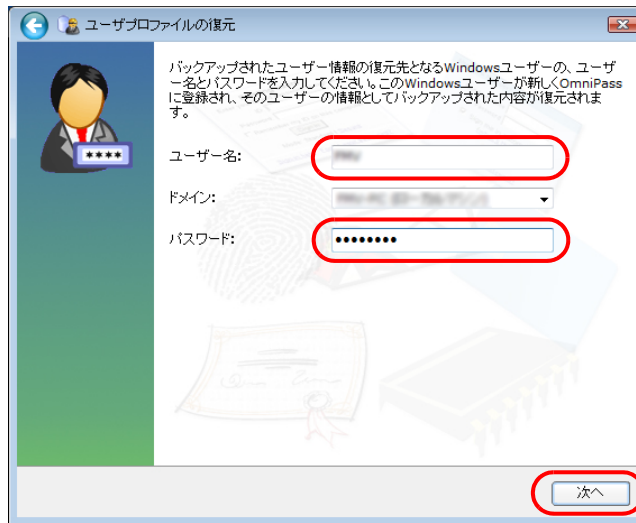 ユーザプロファイルの復元
バックアップされたユーザー情報の復元先となるWindowsユーザーの、ユーザ
ー名とパスワードを入力してください。このWindowsユーザーが新しくOmniPass
に登録され、そのユーザーの情報としてバックアップされた内容が復元されま
す。
****
ユーザー名:
ドメイン:
パスワード: ●●●●●●●●
次へ